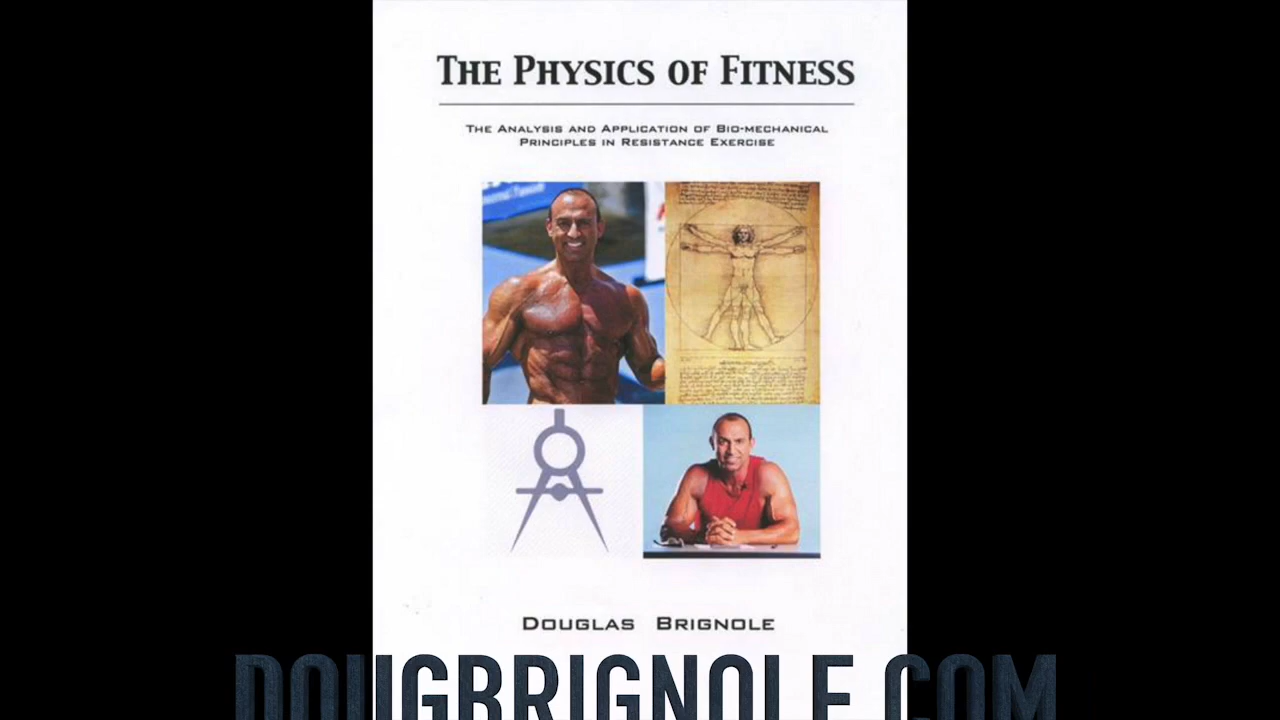 THE PHYSICS OF FITNESS
THE ANALYSIS AND APPLICATION OF BIO-MECHANICAL
PRINCIPLES IN RESISTANCE EXERCISE
DOUGLAS BRIGNOLE
DOUGBRIGNOLE.COM